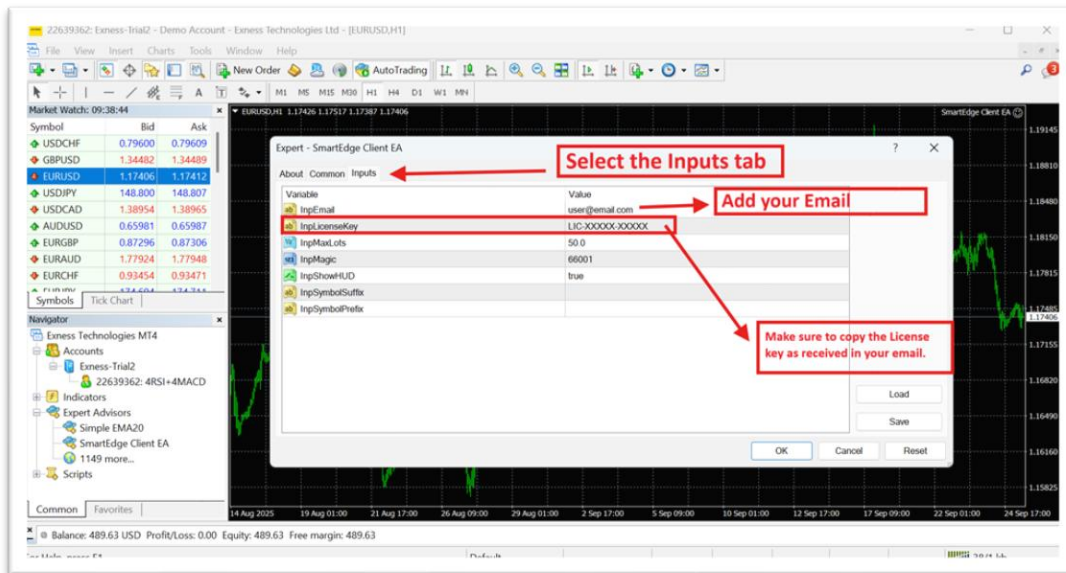 22639362: Exness-Trial2 - Demo Account - Exness Technologies Ltd - [EURUSD,H1]
File View Insert Charts Tools Window Help
New Order AutoTrading
M1 M5 M15 M30 H1 H4 D1 W1 MN
Market Watch: 09:38:44
Symbol Bid Ask
USDCHF 0.79600 0.79609
GBPUSD 1.34482 1.34489
EURUSD 1.17406 1.17412
USDJPY 148.800 148.807
USDCAD 1.38954 1.38965
AUDUSD 0.65981 0.65987
EURGBP 0.87296 0.87306
EURAUD 1.77924 1.77948
EURCHF 0.93454 0.93471
Symbols Tick Chart
Navigator
Exness Technologies MT4
Accounts
Exness-Trial2
22639362: 4RSI+4MACD
Indicators
Expert Advisors
Simple EMA20
SmartEdge Client EA
1149 more...
Scripts
Common Favorites
EURUSD,H1 1.17426 1.17517 1.17387 1.17406
SmartEdge Client EA
Expert - SmartEdge Client EA
? X
About Common Inputs
Select the Inputs tab
Variable Value
InpEmail user@email.com
Add your Email
InpLicenseKey LIC-XXXXX-XXXXX
InpMaxLots 50.0
InpMagic 66001
InpShowHUD true
InpSymbolSuffix
InpSymbolPrefix
Make sure to copy the License
key as received in your email.
Load
Save
OK Cancel Reset
1.19145
1.18810
1.18480
1.18150
1.17815
1.17485
1.17406
1.17155
1.16820
1.16490
1.16160
1.15825
14 Aug 2025 19 Aug 01:00 21 Aug 17:00 26 Aug 09:00 29 Aug 01:00 2 Sep 17:00 5 Sep 09:00 10 Sep 01:00 12 Sep 17:00 17 Sep 09:00 22 Sep 01:00 24 Sep 17:00
Balance: 489.63 USD Profit/Loss: 0.00 Equity: 489.63 Free margin: 489.63